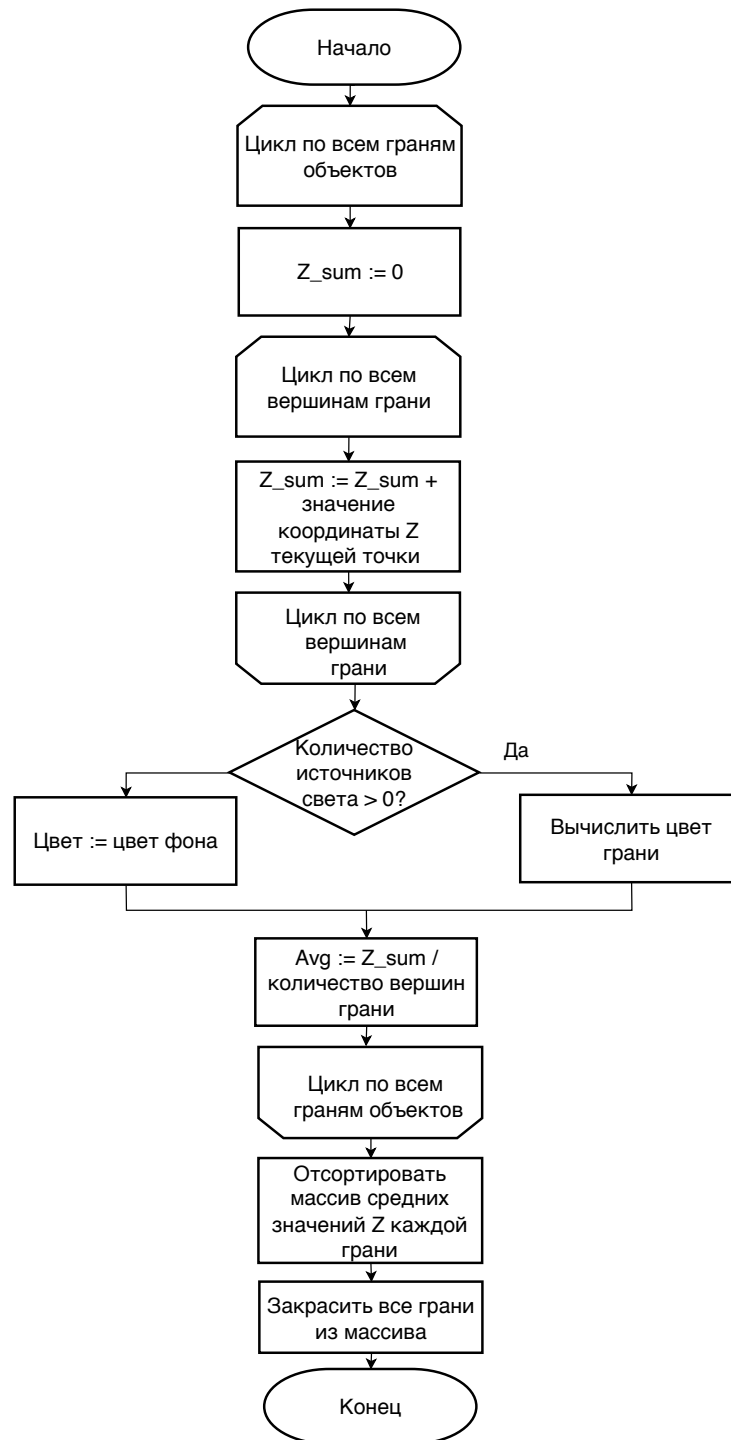 Начало
Цикл по всем граням
объектов
Z_sum := 0
Цикл по всем
вершинам грани
Z_sum := Z_sum +
значение
координаты Z
текущей точки
Цикл по всем
вершинам
грани
Количество
источников
света > 0?
Да
Цвет := цвет фона
Вычислить цвет
грани
Avg := Z_sum /
количество вершин
грани
Цикл по всем
граням объектов
Отсортировать
массив средних
значений Z каждой
грани
Закрасить все грани
из массива
Конец